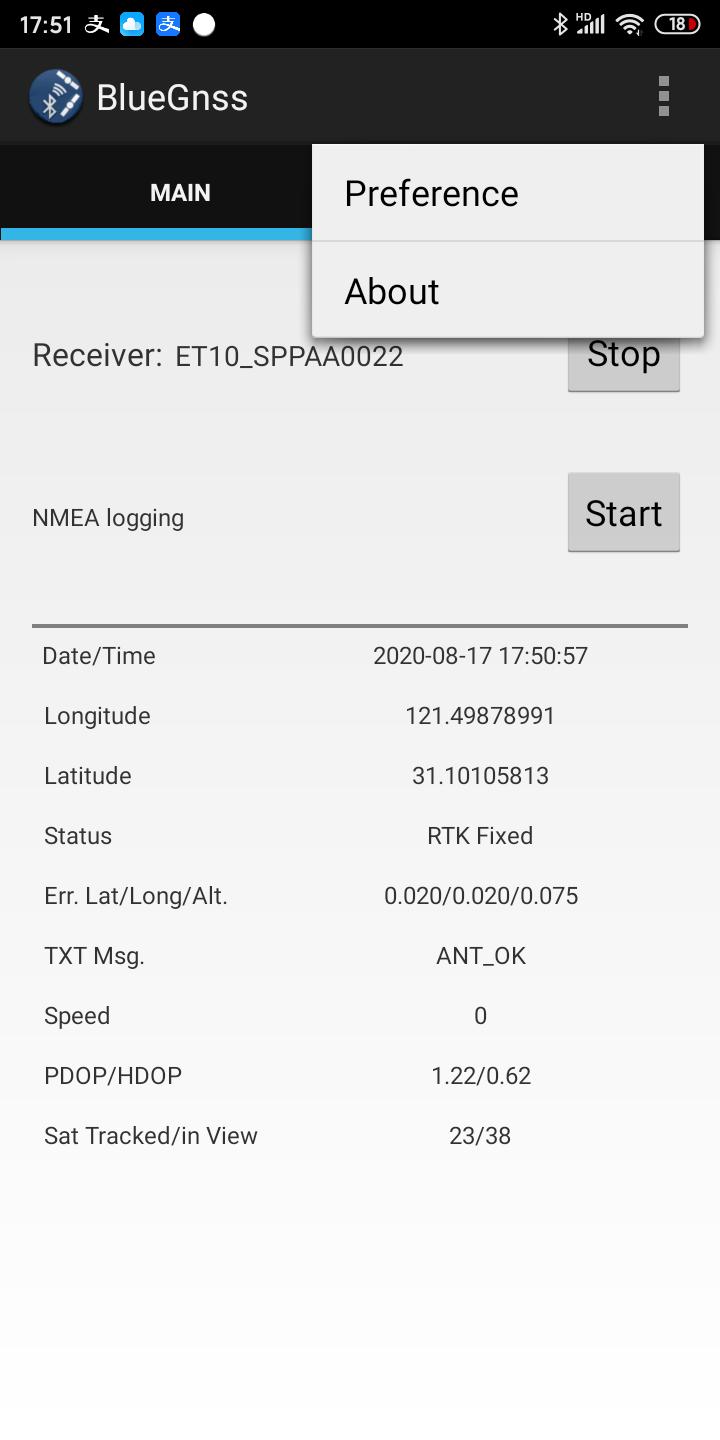 17:51 支 支 HD 18
BlueGnss
MAIN
Preference
About
Receiver: ET10_SPPAA0022 Stop
NMEA logging Start
Date/Time 2020-08-17 17:50:57
Longitude 121.49878991
Latitude 31.10105813
Status RTK Fixed
Err. Lat/Long/Alt. 0.020/0.020/0.075
TXT Msg. ANT_OK
Speed 0
PDOP/HDOP 1.22/0.62
Sat Tracked/in View 23/38